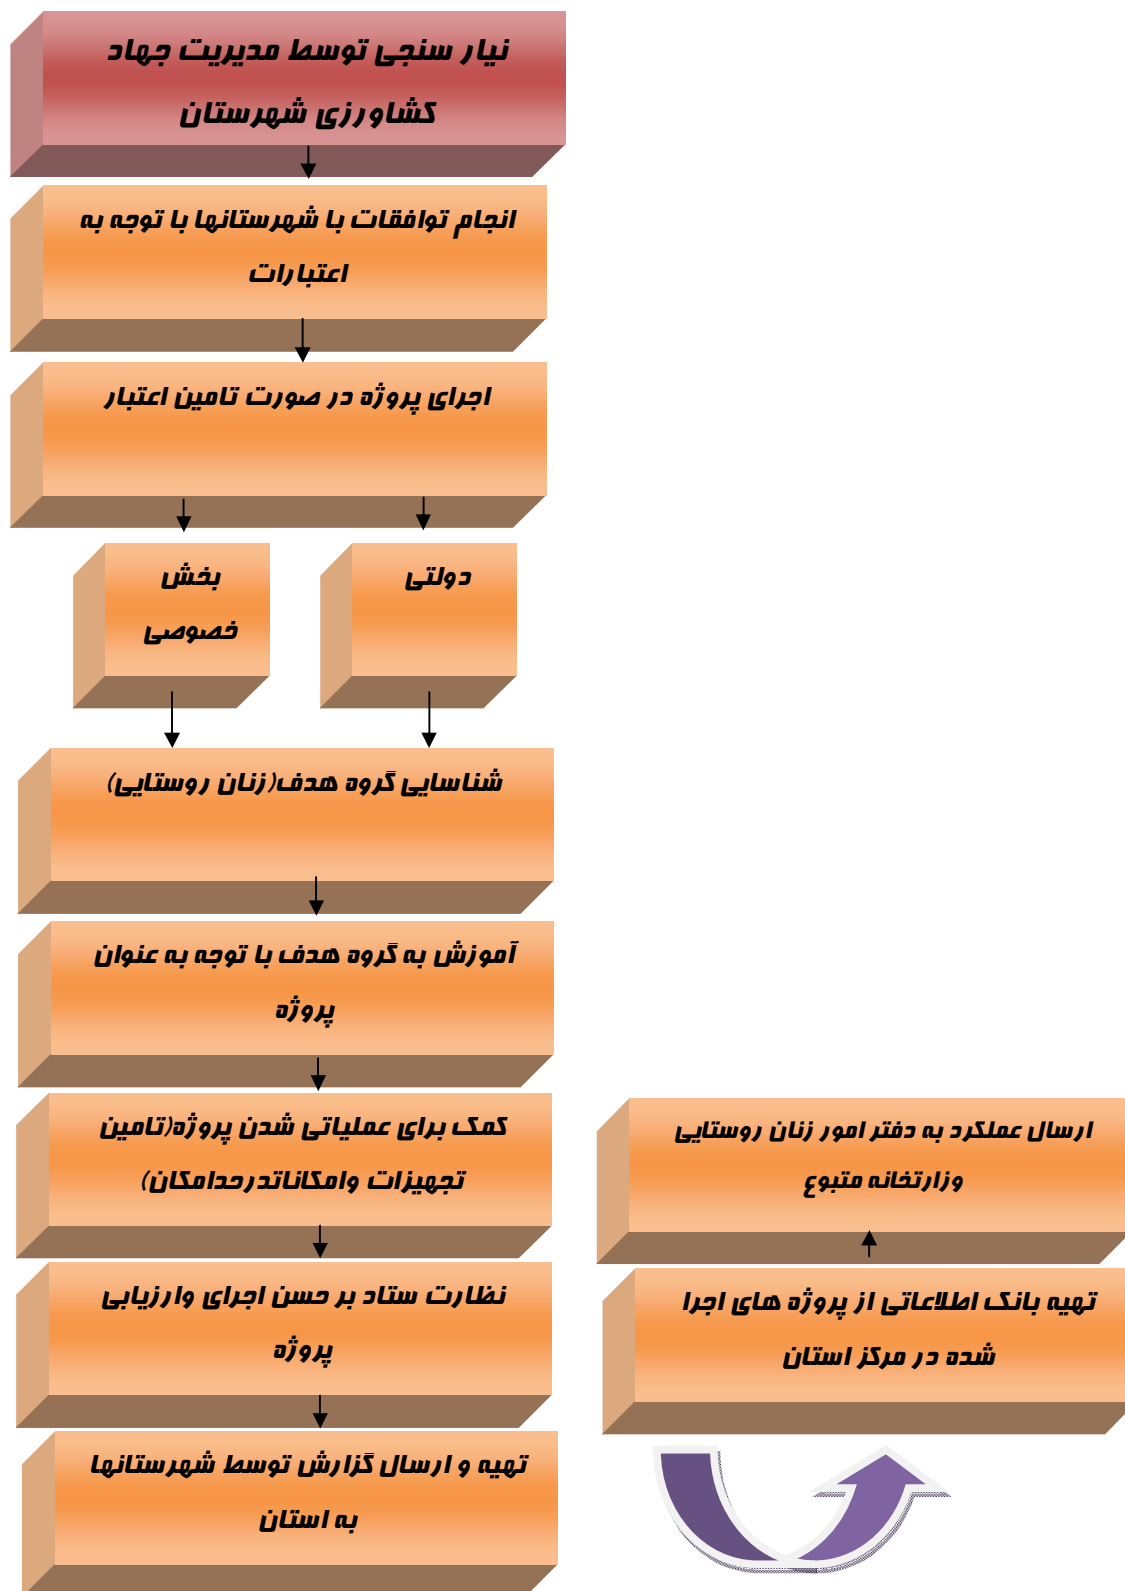 نیار سنجی توسط مدیریت جهاد
کشاورزی شهرستان
انجام توافقات با شهرستانها با توجه به
اعتبارات
اجرای پروژه در صورت تامین اعتبار
دولتی
بخش
خصوصی
شناسایی گروه هدف(زنان روستایی)
آموزش به گروه هدف با توجه به عنوان
پروژه
کمک برای عملیاتی شدن پروژه(تامین
تجهیزات وامکاناتدرحدامکان)
نظارت ستاد بر حسن اجرای وارزیابی
پروژه
تهیه و ارسال گزارش توسط شهرستانها
به استان
تهیه بانک اطلاعاتی از پروژه های اجرا
شده در مرکز استان
ارسال عملکرد به دفتر امور زنان روستایی
وزارتخانه متبوع